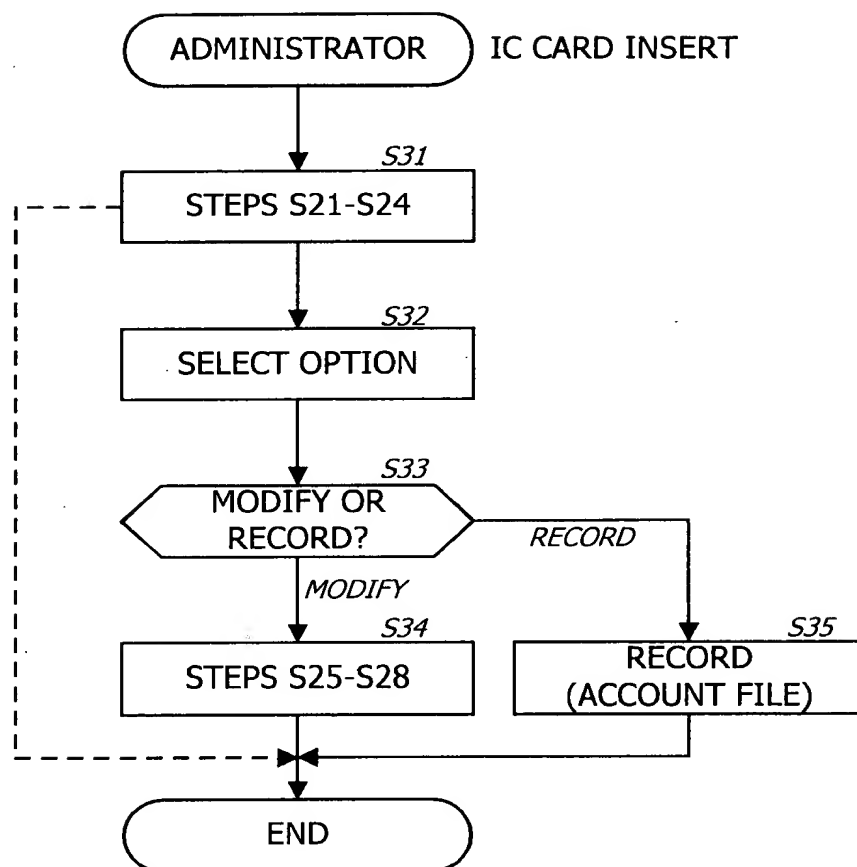 ADMINISTRATOR IC CARD INSERT
S31
STEPS S21-S24
S32
SELECT OPTION
S33
MODIFY OR
RECORD?
RECORD
MODIFY
S34
STEPS S25-S28
S35
RECORD
(ACCOUNT FILE)
END